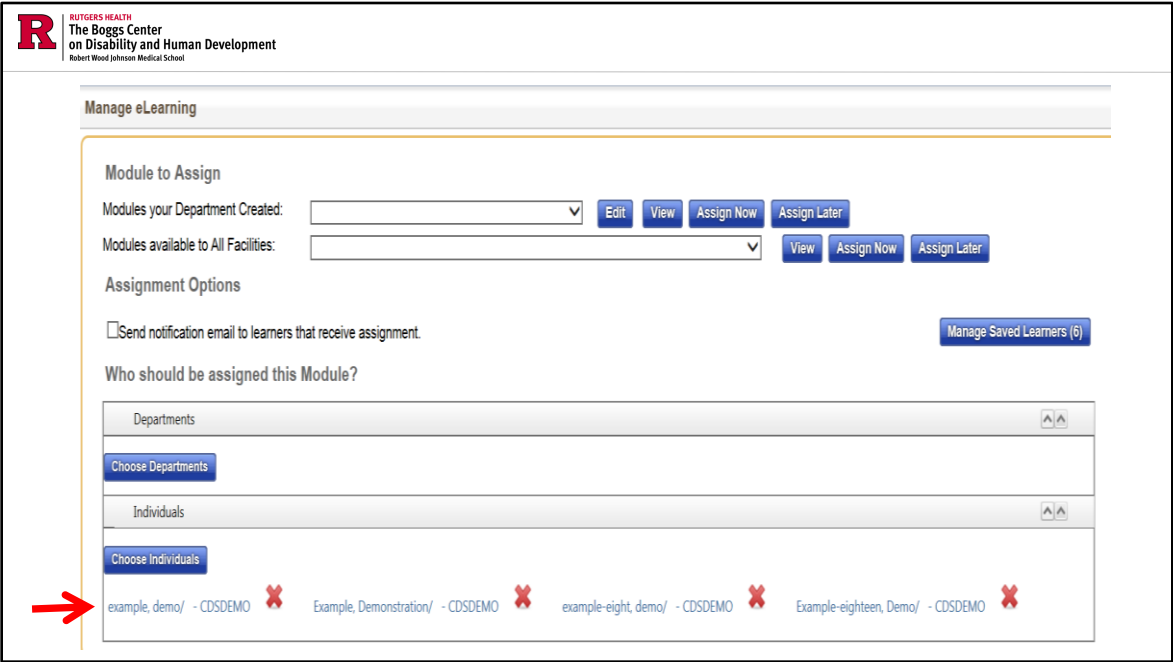 R
RUTGERS HEALTH
The Boggs Center
on Disability and Human Development
Robert Wood Johnson Medical School
Manage eLearning
Module to Assign
Modules your Department Created: Edit View Assign Now Assign Later
Modules available to All Facilities: View Assign Now Assign Later
Assignment Options
Send notification email to learners that receive assignment. Manage Saved Learners (6)
Who should be assigned this Module?
Departments
Choose Departments
Individuals
Choose Individuals
example, demo/ - CDSDEMO Example, Demonstration/ - CDSDEMO example-eight, demo/ - CDSDEMO Example-eighteen, Demo/ - CDSDEMO